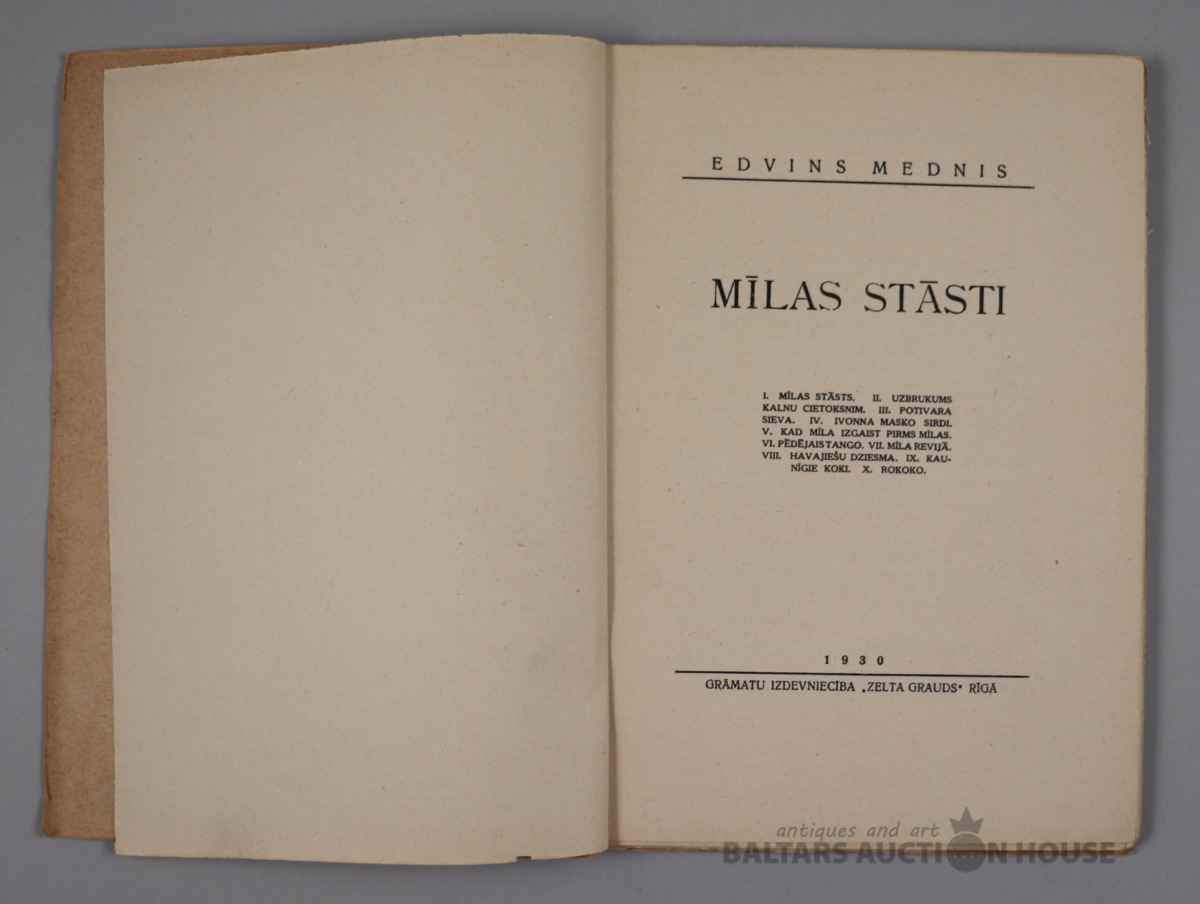 EDVINS MEDNIS
MĪLAS STĀSTI
I. MĪLAS STĀSTS. II. UZBRUKUMS
KALNU CIETOKSNIM. III. POTIVARA
SIEVA. IV. IVONNA MASKO SIRDI.
V. KAD MĪLA IZGAIST PIRMS MĪLAS.
VI. PĒDĒJAIS TANGO. VII. MĪLA REVIJĀ.
VIII. HAVAJIEŠU DZIESMA. IX. KAU-
NĪGIE KOKI. X. ROKOKO.
1930
GRĀMATU IZDEVNIECĪBA „ZELTA GRAUDS“ RĪGĀ
antiques and art
BALTARS AUCTION HOUSE